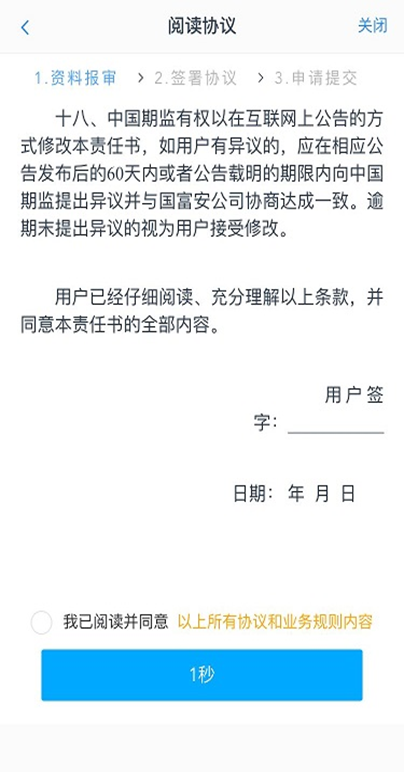 阅读协议
关闭
1.资料报审 > 2.签署协议 > 3.申请提交
十八、中国期监有权以在互联网上公告的方
式修改本责任书，如用户有异议的，应在相应公
告发布后的60天内或者公告载明的期限内向中国
期监提出异议并与国富安公司协商达成一致。逾
期末提出异议的视为用户接受修改。
用户已经仔细阅读、充分理解以上条款，并
同意本责任书的全部内容。
用户签
字：
日期： 年 月 日
我已阅读并同意 以上所有协议和业务规则内容
1秒